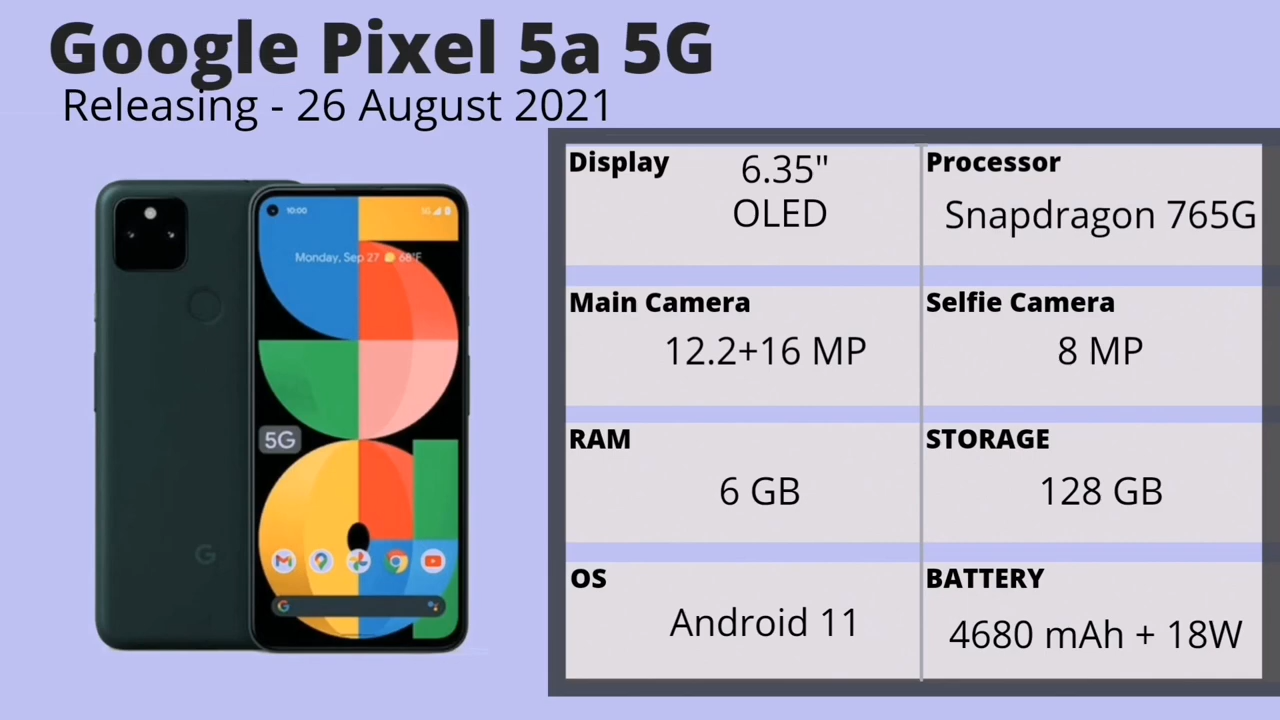 Google Pixel 5a 5G
Releasing - 26 August 2021
10:00
5G
Monday, Sep 27 68°F
5G
G
Display
6.35"
OLED
Processor
Snapdragon 765G
Main Camera
12.2+16 MP
Selfie Camera
8 MP
RAM
6 GB
STORAGE
128 GB
OS
Android 11
BATTERY
4680 mAh + 18W